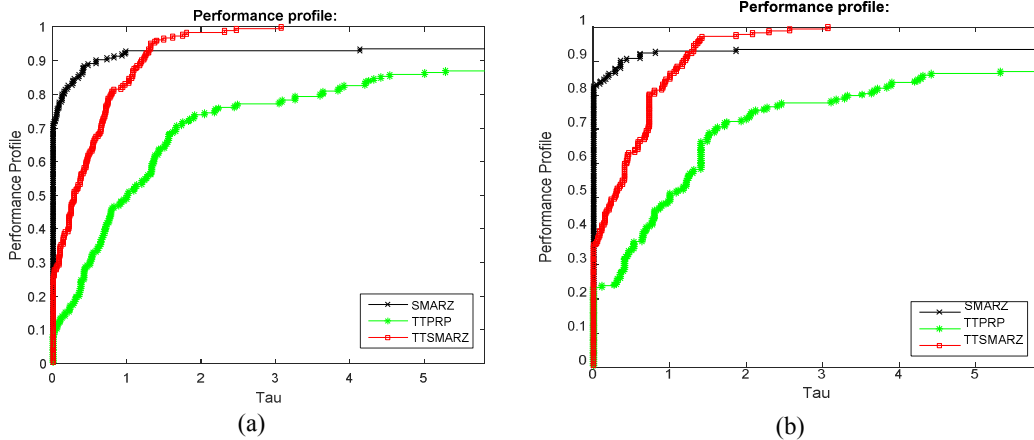 Performance profile:
1
0.9
0.8
0.7
0.6
0.5
0.4
0.3
0.2
0.1
0
Performance Profile
0 1 2 3 4 5
Tau
SMARZ
TTPRP
TTSMARZ
(a)
Performance profile:
1
0.9
0.8
0.7
0.6
0.5
0.4
0.3
0.2
0.1
0
Performance Profile
0 1 2 3 4 5
Tau
SMARZ
TTPRP
TTSMARZ
(b)